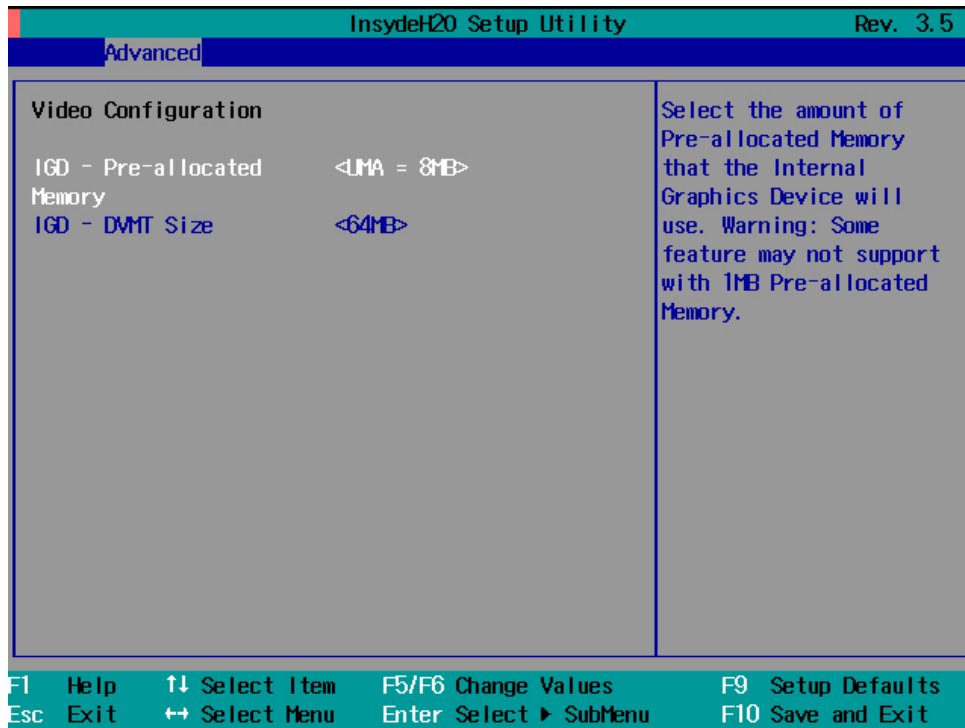 InsydeH2O Setup Utility Rev. 3.5
Advanced
Video Configuration
IGD - Pre-allocated Memory <UMA = 8MB>
IGD - DVMT Size <64MB>
Select the amount of
Pre-allocated Memory
that the Internal
Graphics Device will
use. Warning: Some
feature may not support
with 1MB Pre-allocated
Memory.
F1 Help ↑↓ Select Item F5/F6 Change Values F9 Setup Defaults
Esc Exit ↔ Select Menu Enter Select ▶ SubMenu F10 Save and Exit